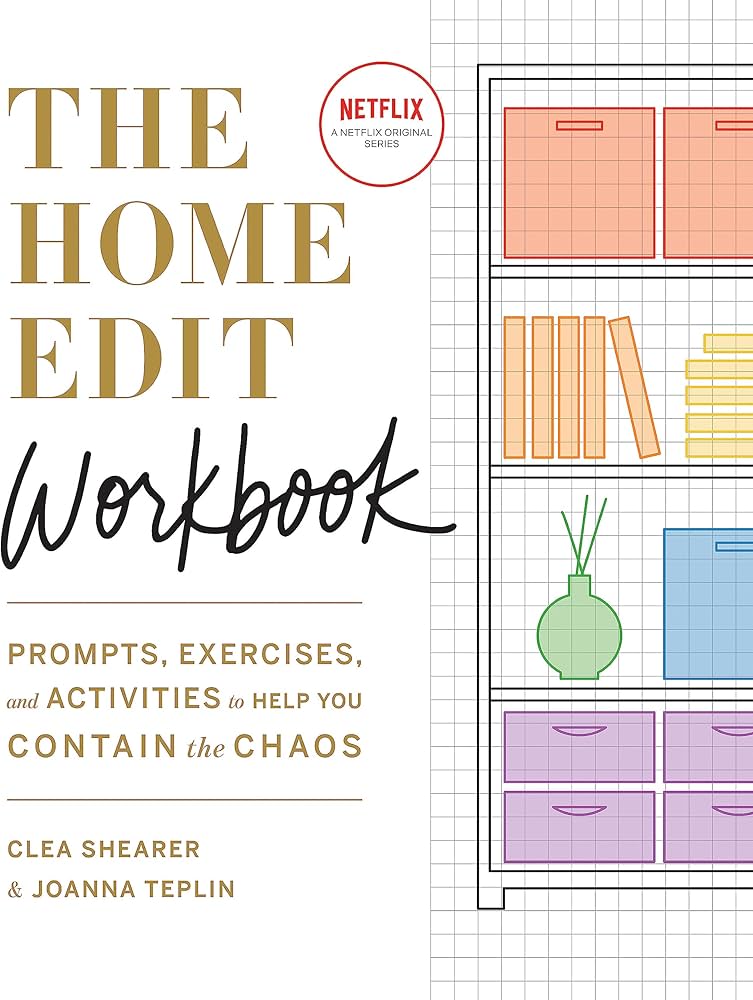 THE
HOME
EDIT
Workbook
NETFLIX
A NETFLIX ORIGINAL
SERIES
PROMPTS, EXERCISES,
and ACTIVITIES to HELP YOU
CONTAIN the CHAOS
CLEA SHEARER
& JOANNA TEPLIN